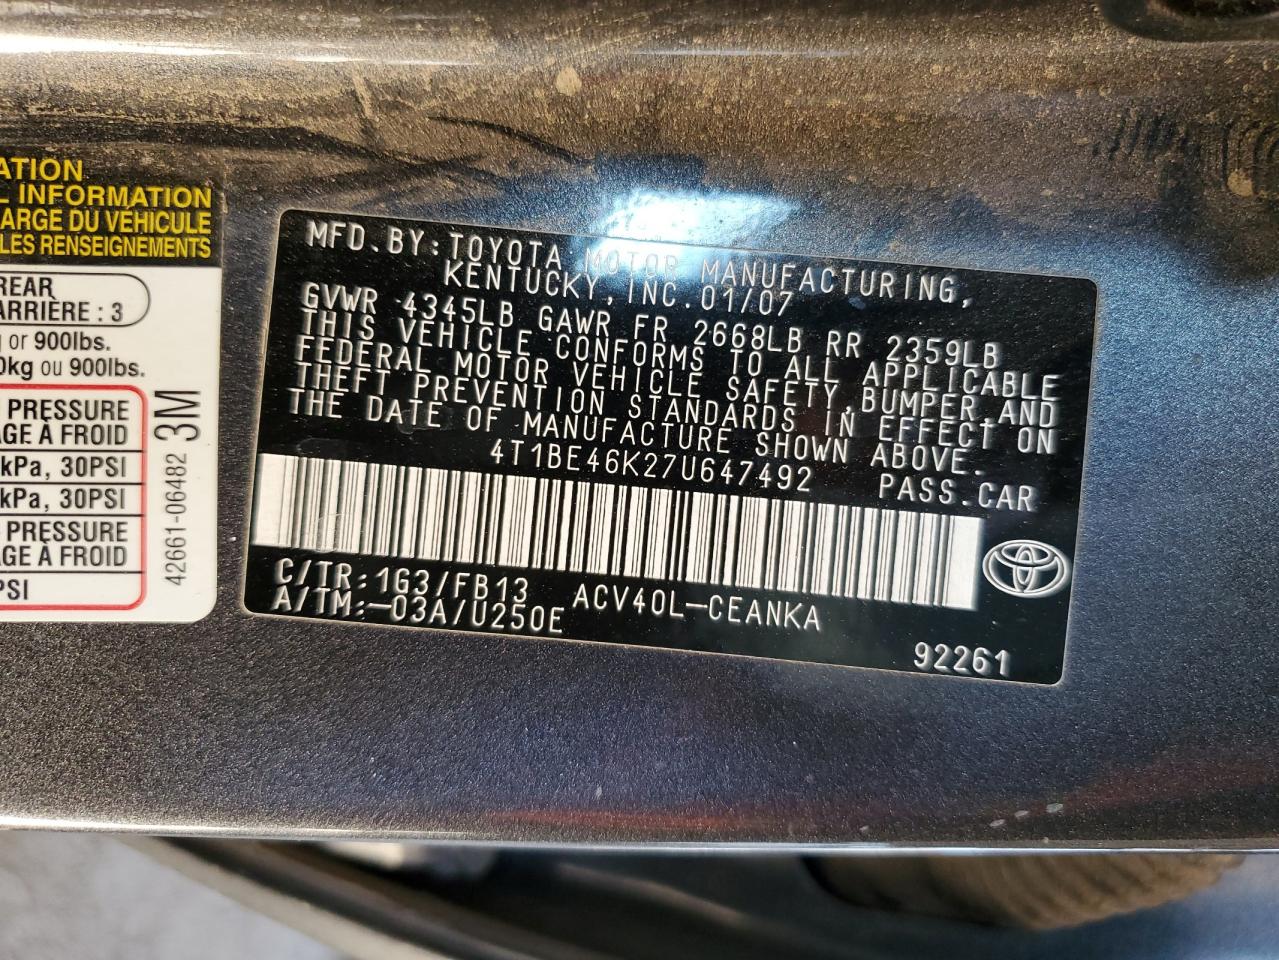 ATION
L INFORMATION
ARGE DU VÉHICULE
LES RENSEIGNEMENTS
REAR
ARRIÈRE : 3
g or 900lbs.
0kg ou 900lbs.
PRESSURE
AGE À FROID
kPa, 30PSI
kPa, 30PSI
PRESSURE
AGE À FROID
PSI
42661-06482 3M
MFD.BY:TOYOTA MOTOR MANUFACTURING,
KENTUCKY,INC.01/07
GVWR 4345LB GAWR FR 2668LB RR 2359LB
THIS VEHICLE CONFORMS TO ALL APPLICABLE
FEDERAL MOTOR VEHICLE SAFETY,BUMPER AND
THEFT PREVENTION STANDARDS IN EFFECT ON
THE DATE OF MANUFACTURE SHOWN ABOVE.
4T1BE46K27U647492 PASS.CAR
C/TR:1G3/FB13 ACV40L-CEANKA
A/TM:-03A/U250E
92261